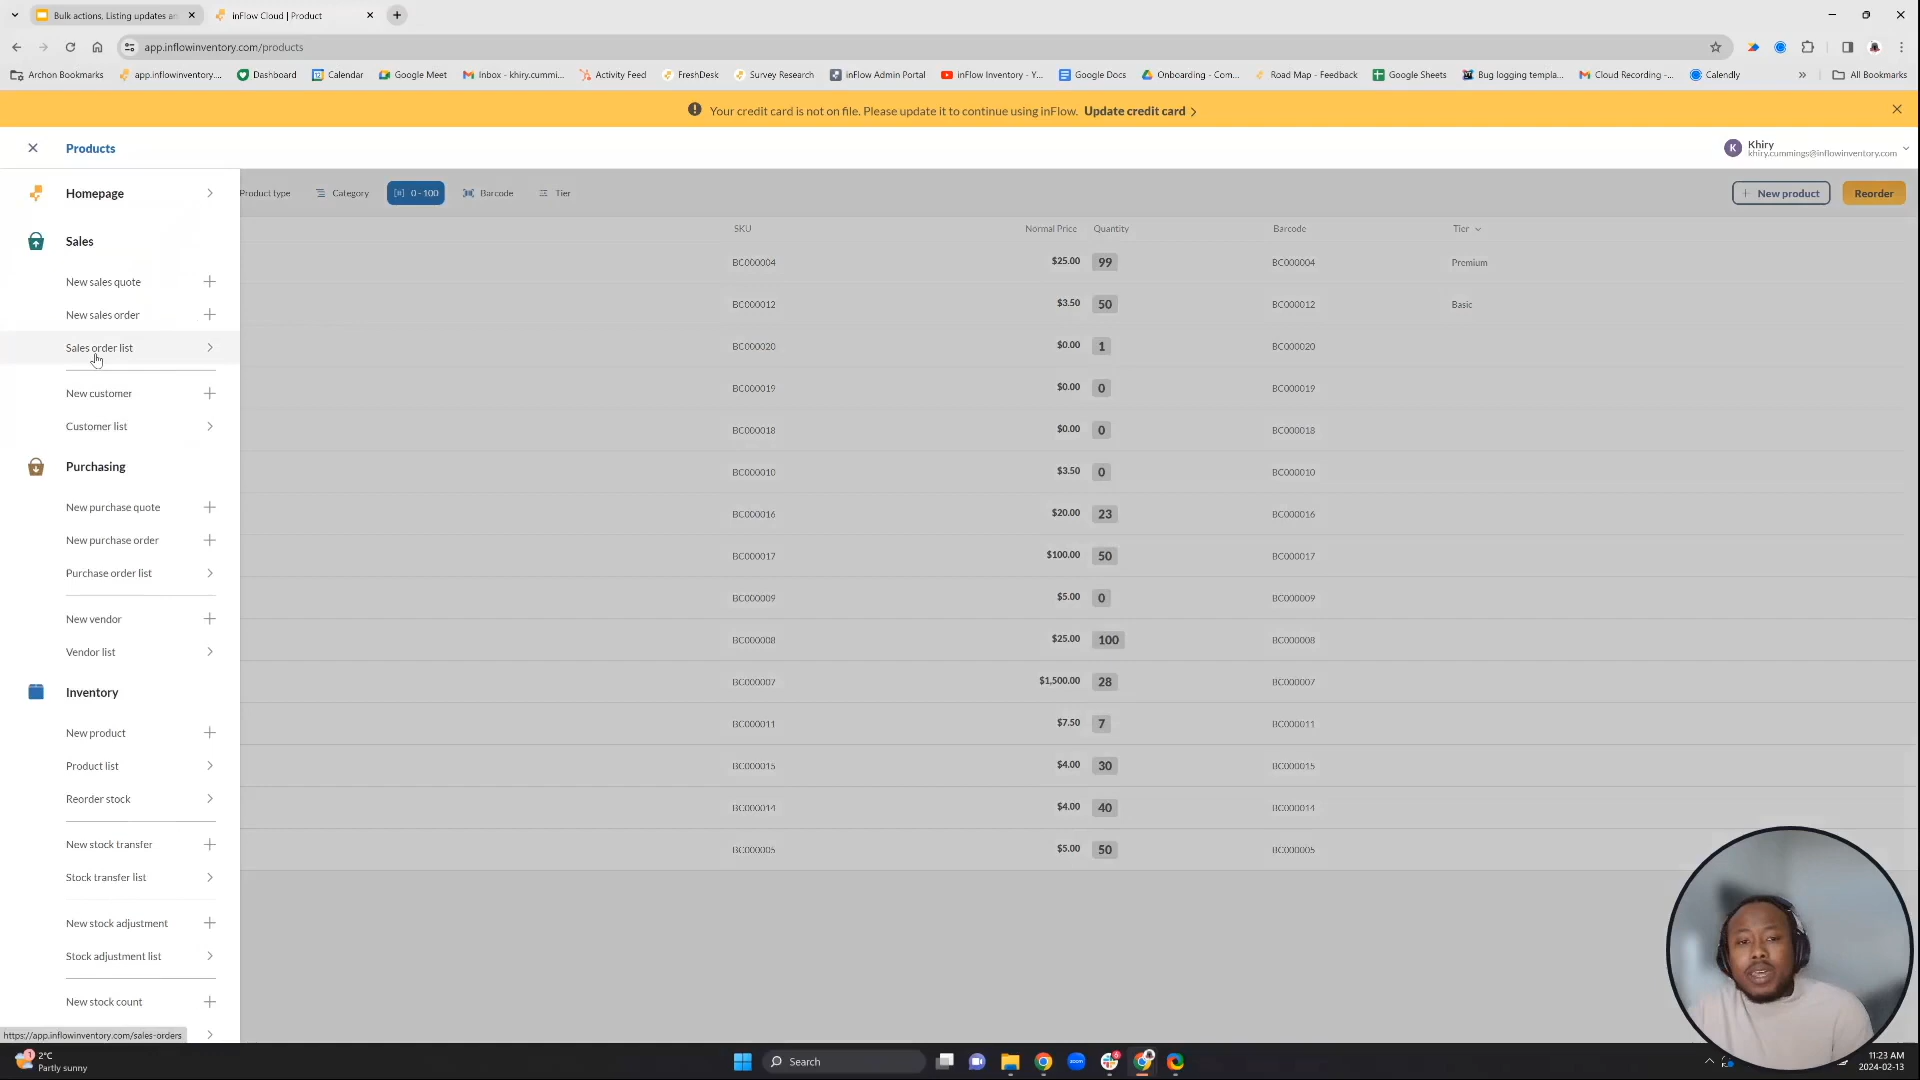 Bulk actions, Listing updates an
inFlow Cloud | Product
app.inflowinventory.com/products
Archon Bookmarks
app.inflowinventory....
Dashboard
Calendar
Google Meet
Inbox - khiry.cummi...
Activity Feed
FreshDesk
Survey Research
inFlow Admin Portal
inFlow Inventory - Y...
Google Docs
Onboarding - Com...
Road Map - Feedback
Google Sheets
Bug logging templa...
Cloud Recording -...
Calendly
All Bookmarks
Your credit card is not on file. Please update it to continue using inFlow. Update credit card
Products
K
Khiry
khiry.cummings@inflowinventory.com
Homepage
Sales
New sales quote
New sales order
Sales order list
New customer
Customer list
Purchasing
New purchase quote
New purchase order
Purchase order list
New vendor
Vendor list
Inventory
New product
Product list
Reorder stock
New stock transfer
Stock transfer list
New stock adjustment
Stock adjustment list
New stock count
https://app.inflowinventory.com/sales-orders
Product type
Category
0 - 100
Barcode
Tier
New product
Reorder
SKU Normal Price Quantity Barcode Tier
BC000004 $25.00 99 BC000004 Premium
BC000012 $3.50 50 BC000012 Basic
BC000020 $0.00 1 BC000020
BC000019 $0.00 0 BC000019
BC000018 $0.00 0 BC000018
BC000010 $3.50 0 BC000010
BC000016 $20.00 23 BC000016
BC000017 $100.00 50 BC000017
BC000009 $5.00 0 BC000009
BC000008 $25.00 100 BC000008
BC000007 $1,500.00 28 BC000007
BC000011 $7.50 7 BC000011
BC000015 $4.00 30 BC000015
BC000014 $4.00 40 BC000014
BC000005 $5.00 50 BC000005
1
2°C
Partly sunny
Search
zoom
11:23 AM
2024-02-13